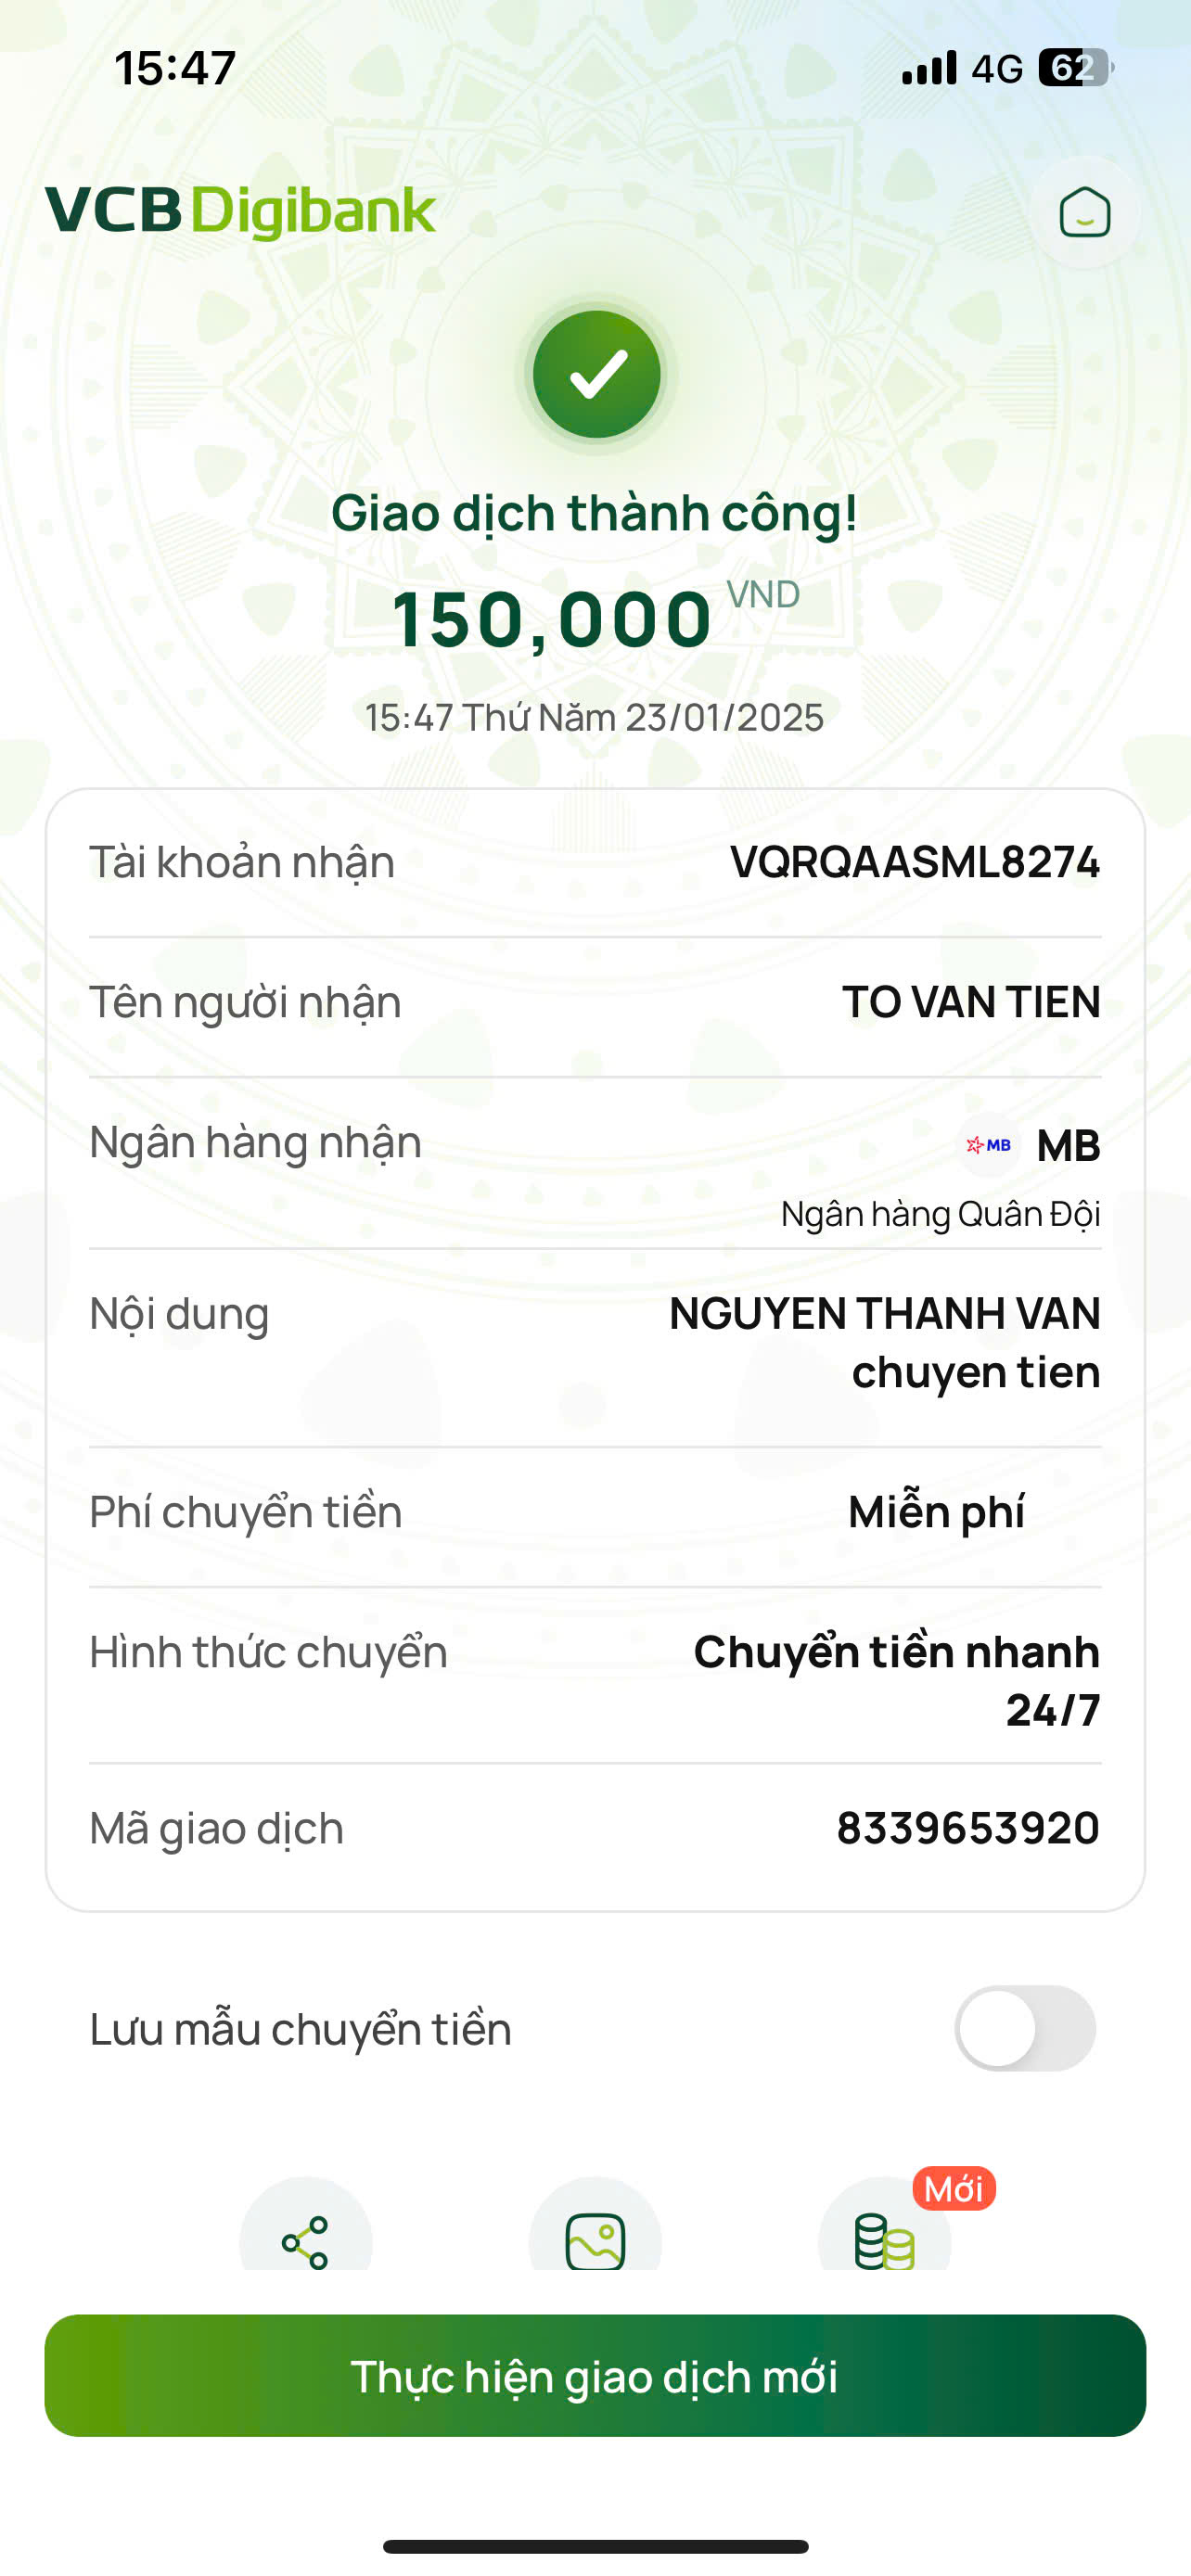 15:47
4G 62
VCB Digibank
Giao dịch thành công!
150,000 VND
15:47 Thứ Năm 23/01/2025
Tài khoản nhận VQRQAASML8274
Tên người nhận TO VAN TIEN
Ngân hàng nhận MB MB
Ngân hàng Quân Đội
Nội dung NGUYEN THANH VAN
chuyen tien
Phí chuyển tiền Miễn phí
Hình thức chuyển Chuyển tiền nhanh
24/7
Mã giao dịch 8339653920
Lưu mẫu chuyển tiền
Mới
Thực hiện giao dịch mới